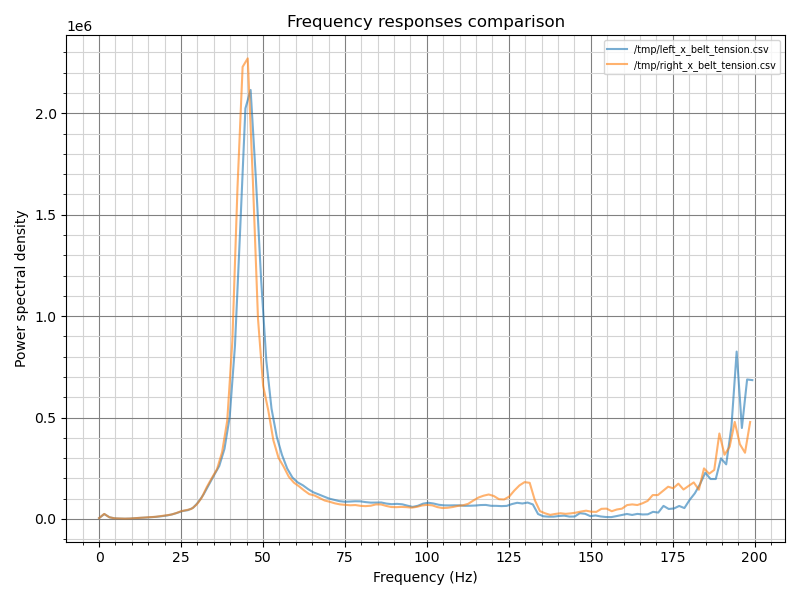 Frequency responses comparison
1e6
/tmp/left_x_belt_tension.csv
/tmp/right_x_belt_tension.csv
Power spectral density
2.0
1.5
1.0
0.5
0.0
0 25 50 75 100 125 150 175 200
Frequency (Hz)